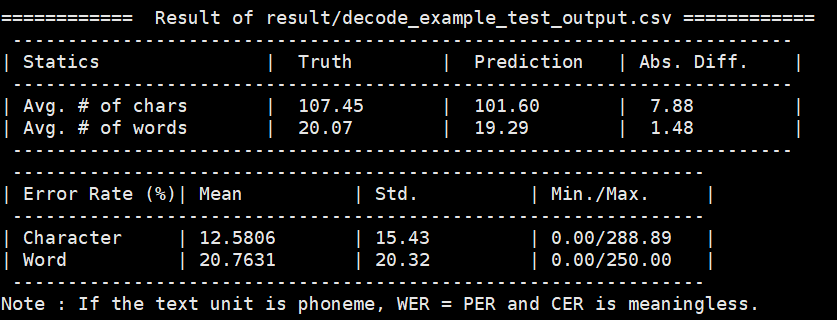 ============  Result of result/decode_example_test_output.csv ============
-----------------------------------------------------------------------
| Statics               |  Truth        |  Prediction   | Abs. Diff.    |
-----------------------------------------------------------------------
| Avg. # of chars       |  107.45       |  101.60       |  7.88         |
| Avg. # of words       |  20.07        |  19.29        |  1.48         |
-----------------------------------------------------------------------
---------------------------------------------------------------
| Error Rate (%)| Mean          | Std.          | Min./Max.     |
---------------------------------------------------------------
| Character     | 12.5806       | 15.43         | 0.00/288.89   |
| Word          | 20.7631       | 20.32         | 0.00/250.00   |
---------------------------------------------------------------
Note : If the text unit is phoneme, WER = PER and CER is meaningless.